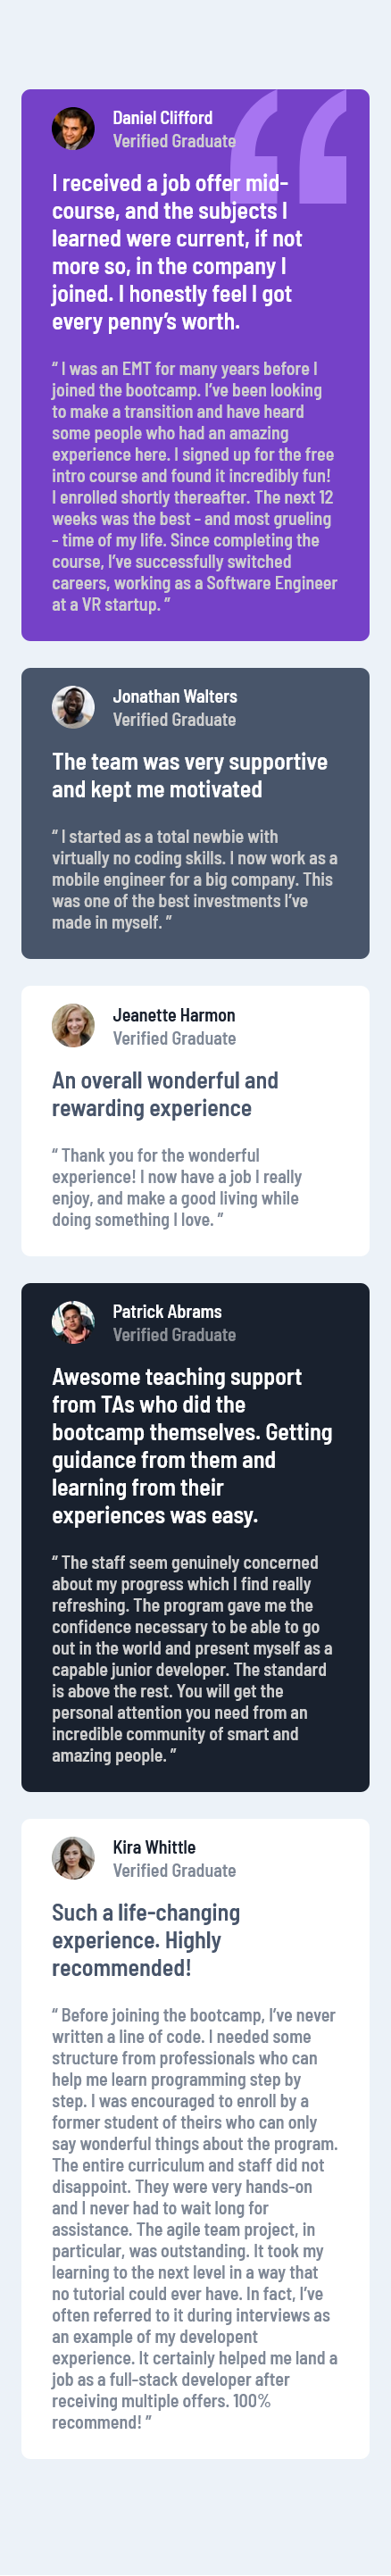 Daniel Clifford
Verified Graduate
I received a job offer mid-
course, and the subjects I
learned were current, if not
more so, in the company I
joined. I honestly feel I got
every penny’s worth.
“ I was an EMT for many years before I
joined the bootcamp. I’ve been looking
to make a transition and have heard
some people who had an amazing
experience here. I signed up for the free
intro course and found it incredibly fun!
I enrolled shortly thereafter. The next 12
weeks was the best - and most grueling
- time of my life. Since completing the
course, I’ve successfully switched
careers, working as a Software Engineer
at a VR startup. ”
Jonathan Walters
Verified Graduate
The team was very supportive
and kept me motivated
“ I started as a total newbie with
virtually no coding skills. I now work as a
mobile engineer for a big company. This
was one of the best investments I’ve
made in myself. ”
Jeanette Harmon
Verified Graduate
An overall wonderful and
rewarding experience
“ Thank you for the wonderful
experience! I now have a job I really
enjoy, and make a good living while
doing something I love. ”
Patrick Abrams
Verified Graduate
Awesome teaching support
from TAs who did the
bootcamp themselves. Getting
guidance from them and
learning from their
experiences was easy.
“ The staff seem genuinely concerned
about my progress which I find really
refreshing. The program gave me the
confidence necessary to be able to go
out in the world and present myself as a
capable junior developer. The standard
is above the rest. You will get the
personal attention you need from an
incredible community of smart and
amazing people. ”
Kira Whittle
Verified Graduate
Such a life-changing
experience. Highly
recommended!
“ Before joining the bootcamp, I’ve never
written a line of code. I needed some
structure from professionals who can
help me learn programming step by
step. I was encouraged to enroll by a
former student of theirs who can only
say wonderful things about the program.
The entire curriculum and staff did not
disappoint. They were very hands-on
and I never had to wait long for
assistance. The agile team project, in
particular, was outstanding. It took my
learning to the next level in a way that
no tutorial could ever have. In fact, I’ve
often referred to it during interviews as
an example of my developent
experience. It certainly helped me land a
job as a full-stack developer after
receiving multiple offers. 100%
recommend! ”